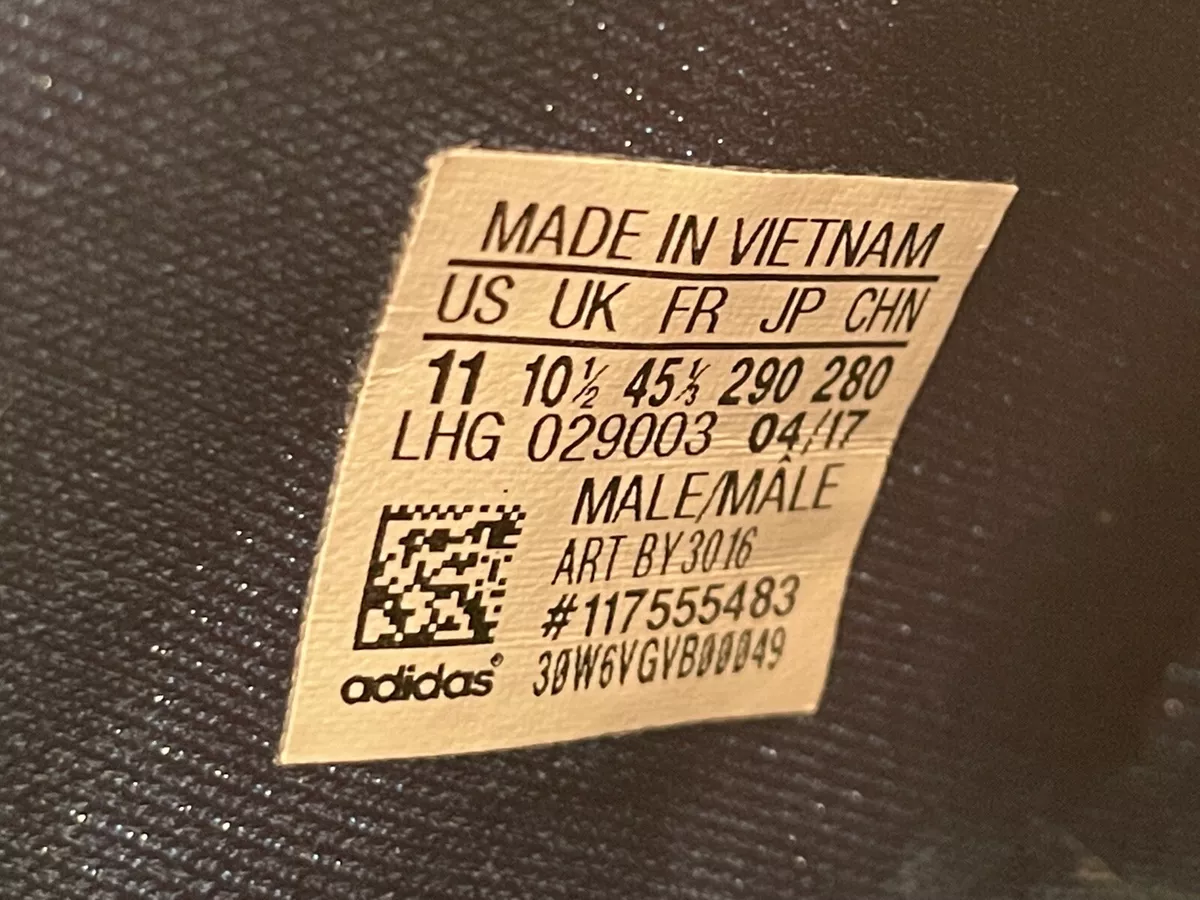 MADE IN VIETNAM
US UK FR JP CHN
11 10½ 45⅓ 290 280
LHG 029003 04/17
MALE/MÂLE
ART BY3016
#117555483
adidas® 30W6VGVB00049